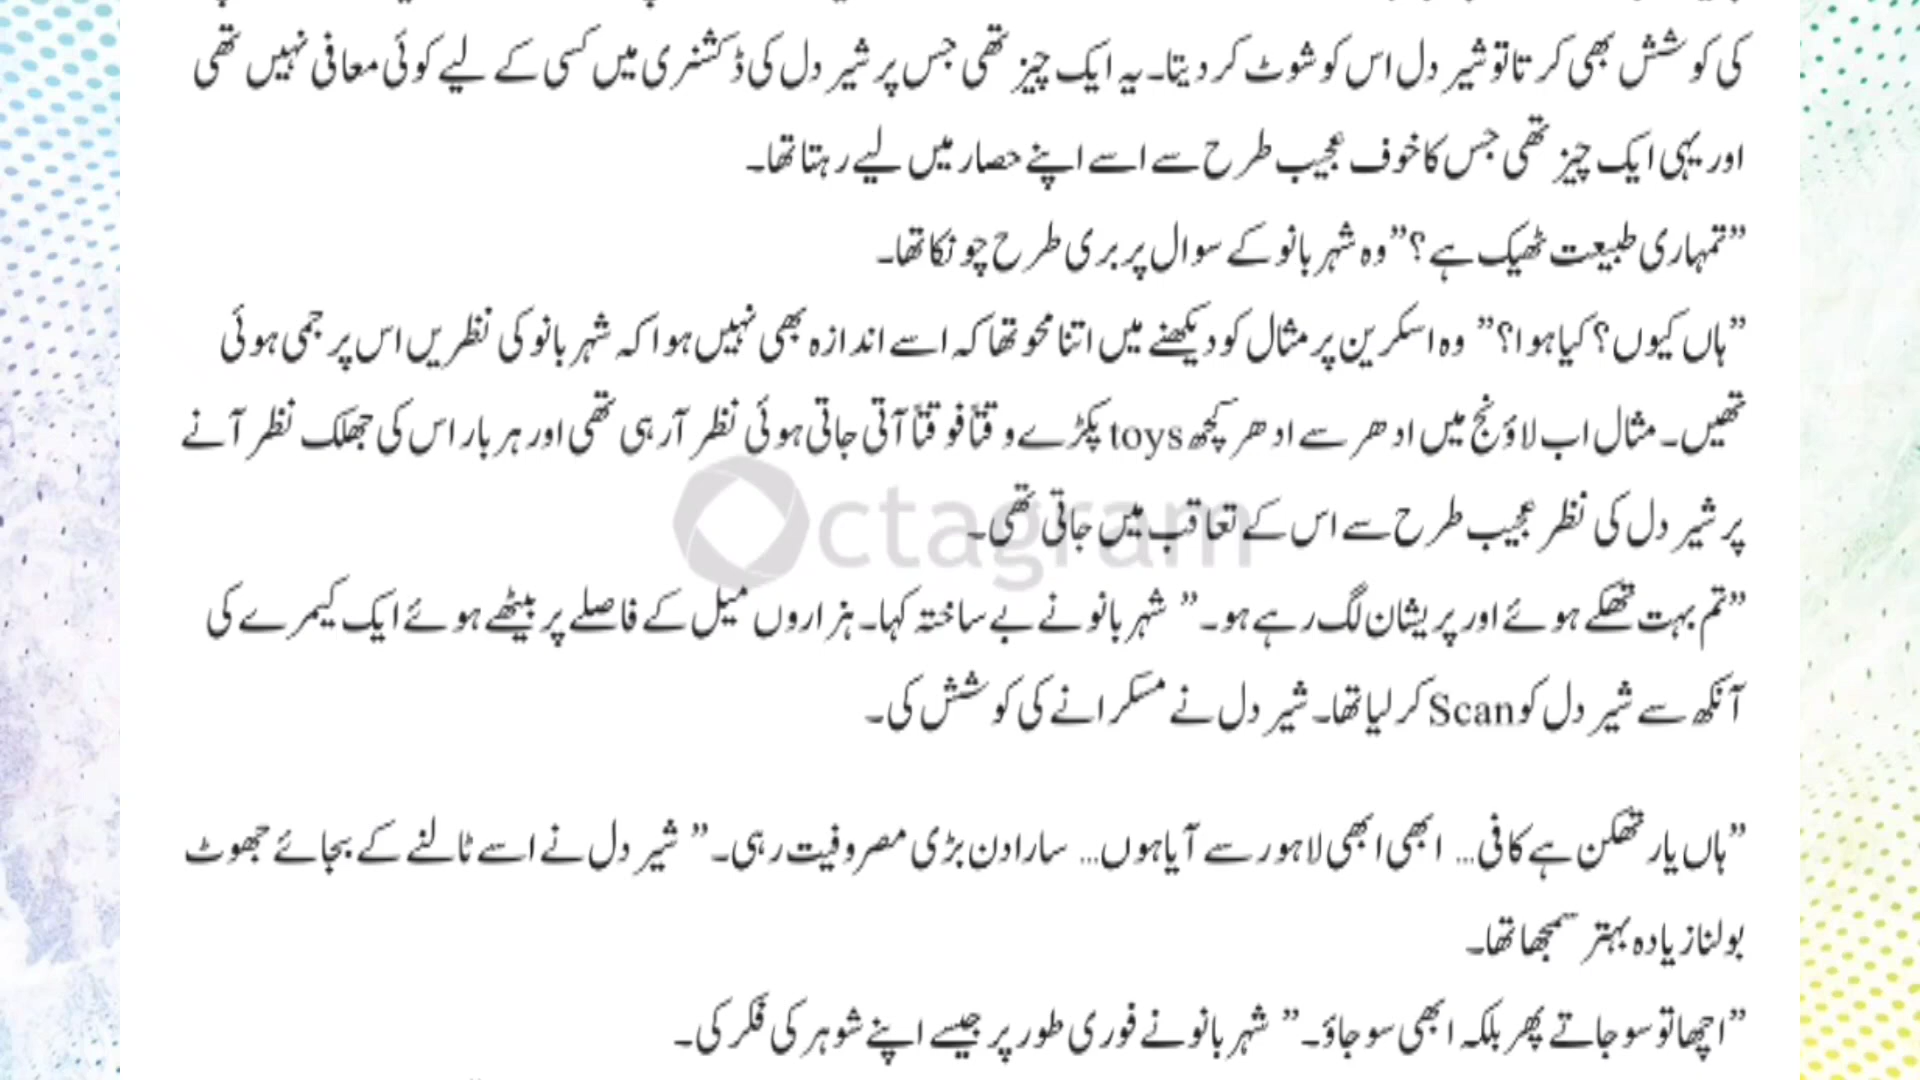 کی کوشش بھی کرتا تو شیر دل اس کو شوٹ کر دیتا۔ یہ ایک چیز تھی جس پر شیر دل کی ڈکشنری میں کسی کے لیے کوئی معافی نہیں تھی
اور یہی ایک چیز تھی جس کا خوف عجیب طرح سے اسے اپنے حصار میں لیے رہتا تھا۔
”تمہاری طبیعت ٹھیک ہے؟” وہ شہربانو کے سوال پر بری طرح چونکا تھا۔
”ہاں کیوں؟ کیا ہوا؟” وہ اسکرین پر مثال کو دیکھنے میں اتنا محو تھا کہ اسے اندازہ بھی نہیں ہوا کہ شہربانو کی نظریں اس پر جمی ہوئی
تھیں۔ مثال اب لاؤنج میں ادھر سے ادھر کچھ toys پکڑے وقتاً فوقتاً آتی جاتی ہوئی نظر آ رہی تھی اور ہر بار اس کی جھلک نظر آنے
پر شیر دل کی نظر عجیب طرح سے اس کے تعاقب میں جاتی تھی۔
Octagram
”تم بہت تھکے ہوئے اور پریشان لگ رہے ہو۔” شہربانو نے بے ساختہ کہا۔ ہزاروں میل کے فاصلے پر بیٹھے ہوئے ایک کیمرے کی
آنکھ سے شیر دل کو Scan کر لیا تھا۔ شیر دل نے مسکرانے کی کوشش کی۔
”ہاں یار تھکن ہے کافی… ابھی ابھی لاہور سے آیا ہوں… سارا دن بڑی مصروفیت رہی۔” شیر دل نے اسے ٹالنے کے بجائے جھوٹ
بولنا زیادہ بہتر سمجھا تھا۔
”اچھا تو سو جاتے پھر بلکہ ابھی سو جاؤ۔” شہربانو نے فوری طور پر جیسے اپنے شوہر کی فکر کی۔